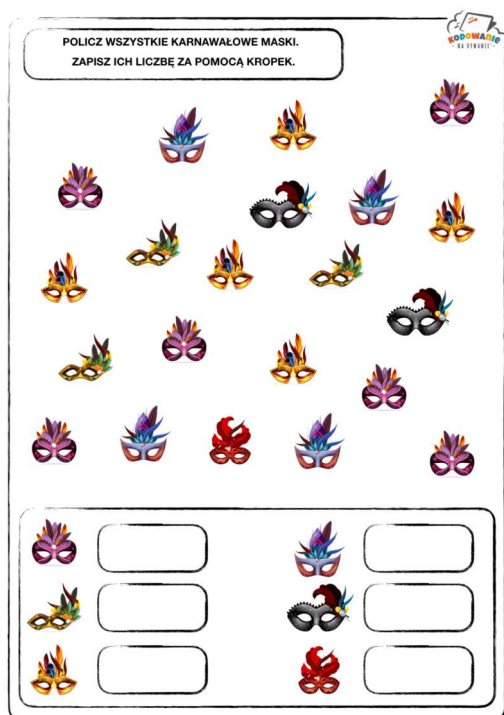 POLICZ WSZYSTKIE KARNAWAŁOWE MASKI.
ZAPISZ ICH LICZBĘ ZA POMOCĄ KROPEK.
KODOWANIE
- NA DYWANIE -